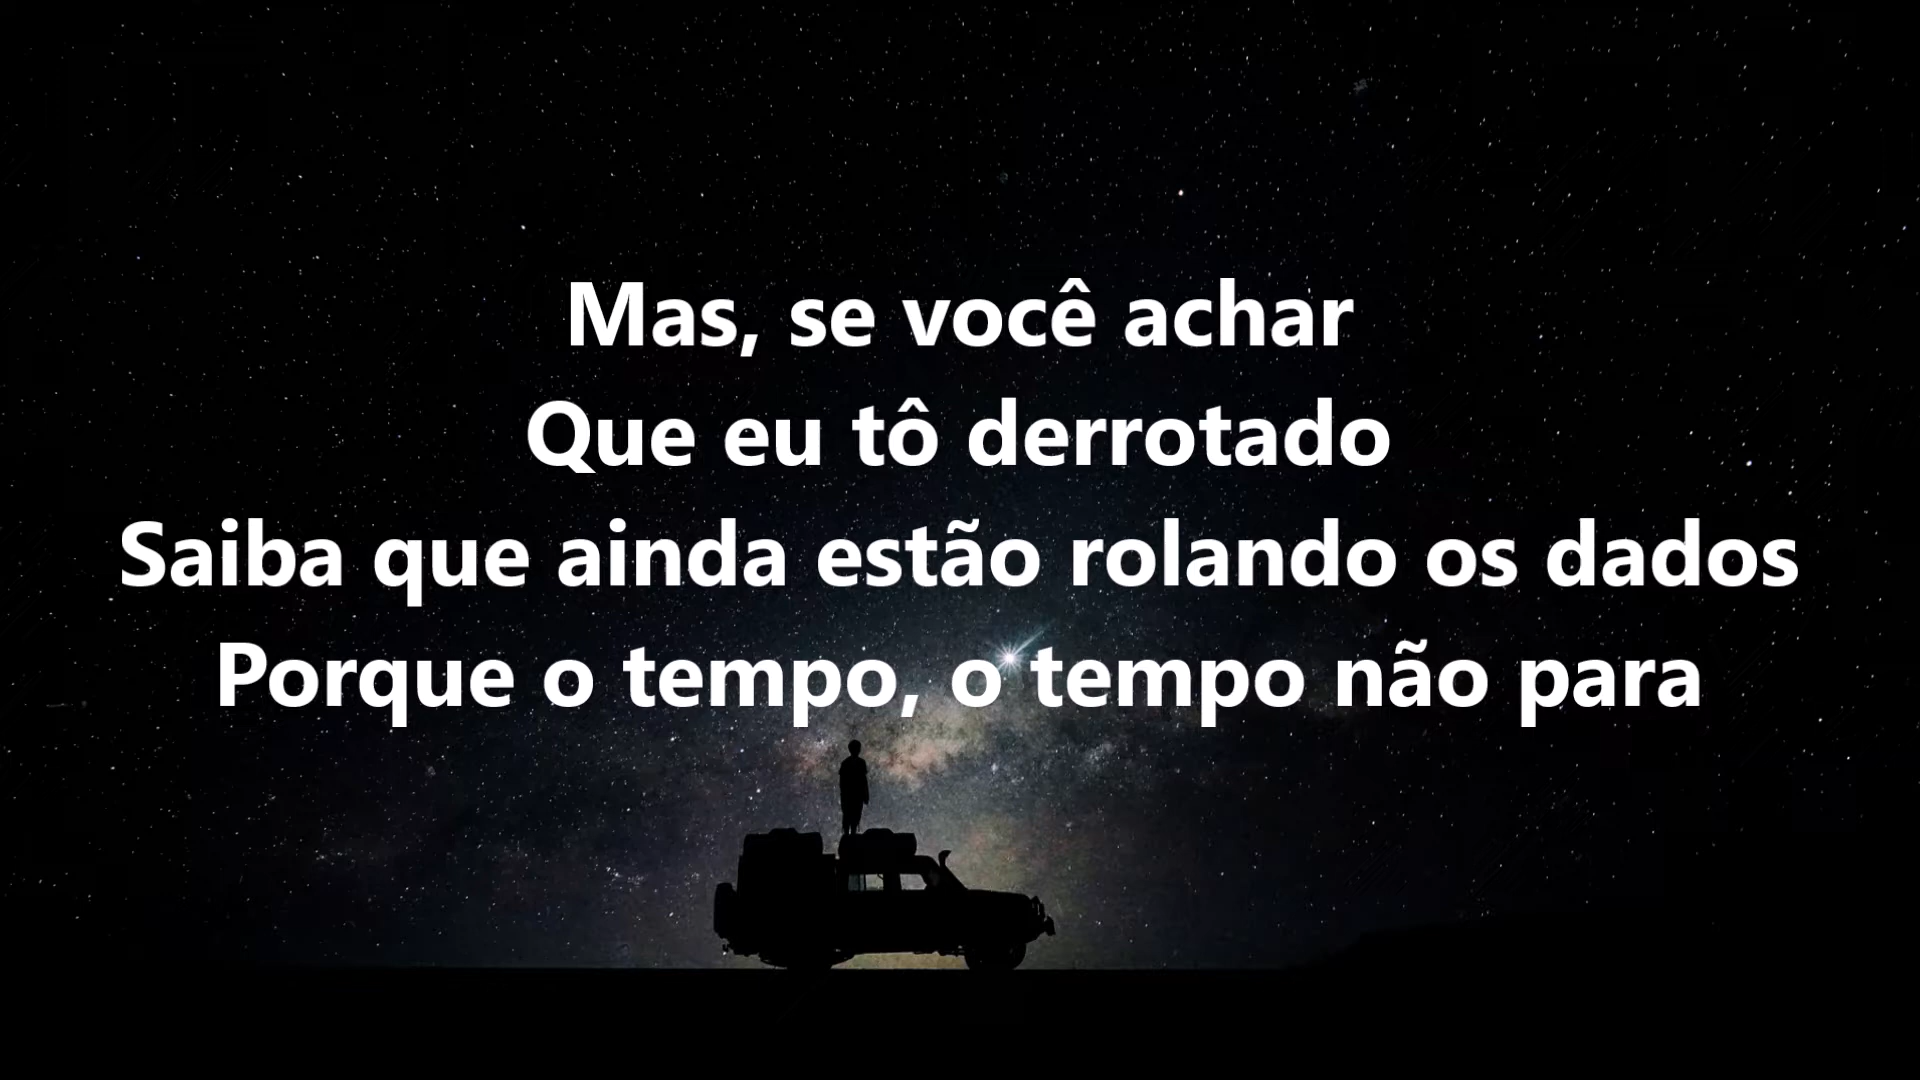 Mas, se você achar
Que eu tô derrotado
Saiba que ainda estão rolando os dados
Porque o tempo, o tempo não para